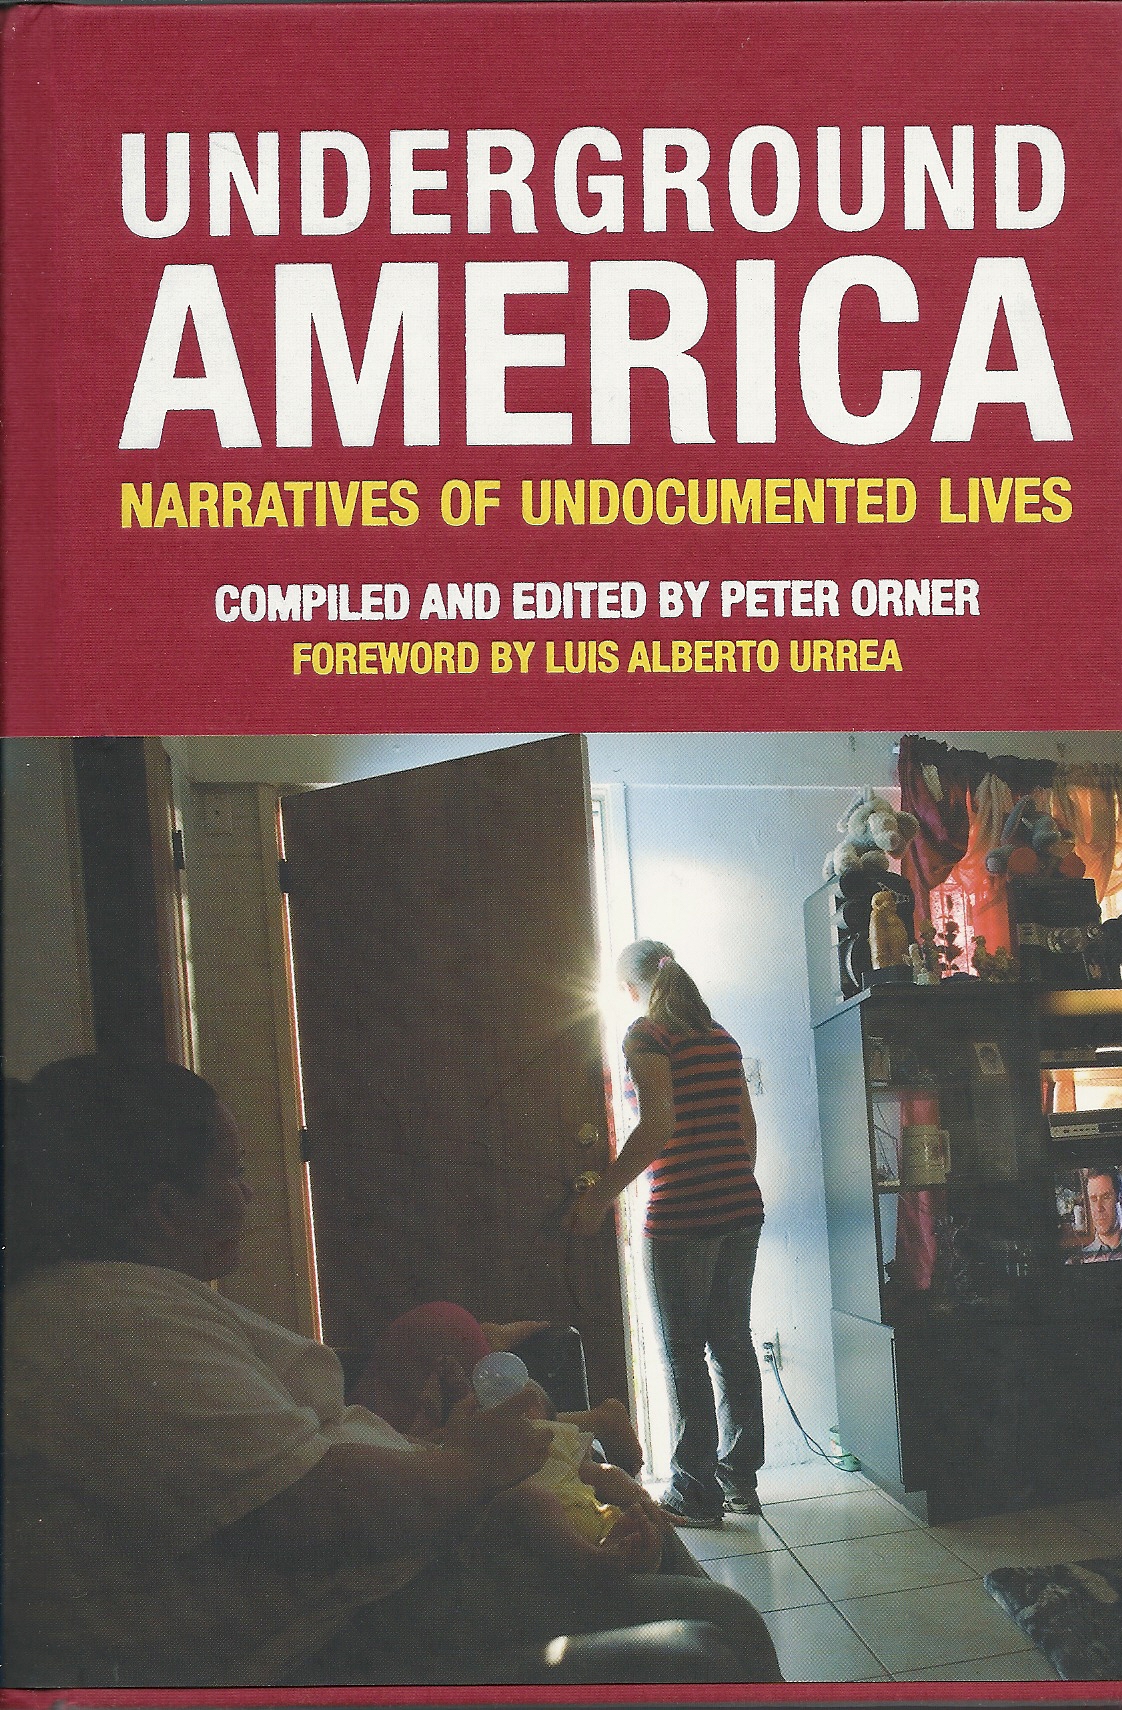 UNDERGROUND
AMERICA
NARRATIVES OF UNDOCUMENTED LIVES
COMPILED AND EDITED BY PETER ORNER
FOREWORD BY LUIS ALBERTO URREA